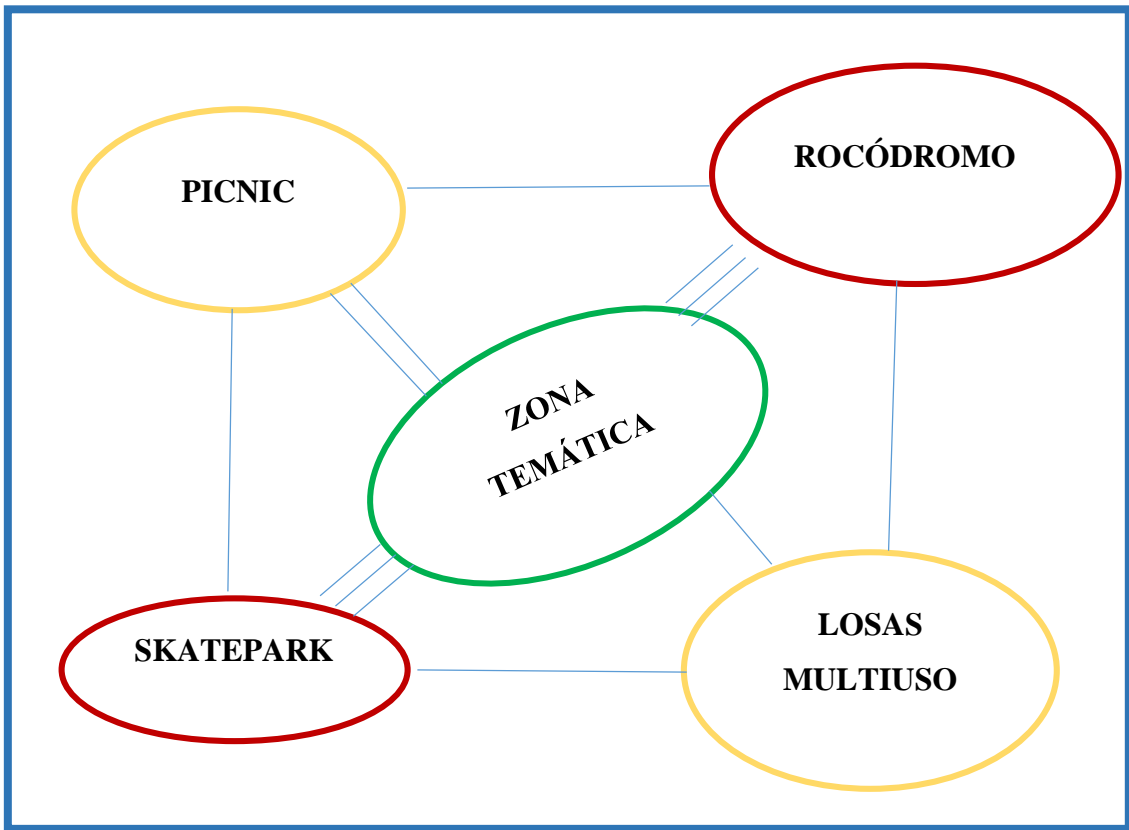 PICNIC
ROCÓDROMO
ZONA
TEMÁTICA
SKATEPARK
LOSAS
MULTIUSO